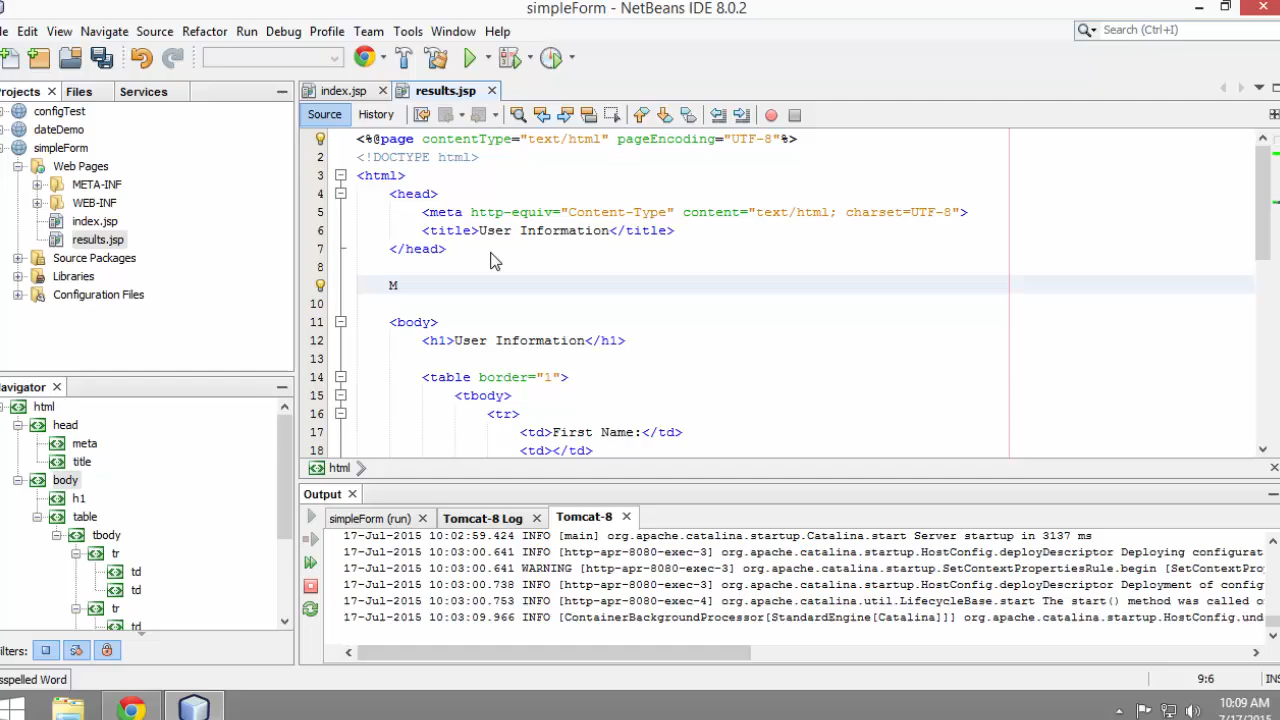 simpleForm - NetBeans IDE 8.0.2
le Edit View Navigate Source Refactor Run Debug Profile Team Tools Window Help
Search (Ctrl+I)
rojects Files Services
index.jsp results.jsp
Source History
configTest
dateDemo
simpleForm
Web Pages
META-INF
WEB-INF
index.jsp
results.jsp
Source Packages
Libraries
Configuration Files
<%@page contentType="text/html" pageEncoding="UTF-8"%>
2 <!DOCTYPE html>
3 <html>
4 <head>
5 <meta http-equiv="Content-Type" content="text/html; charset=UTF-8">
6 <title>User Information</title>
7 </head>
8
M
10
11 <body>
12 <h1>User Information</h1>
13
14 <table border="1">
15 <tbody>
16 <tr>
17 <td>First Name:</td>
18 <td></td>
html
avigator
html
head
meta
title
body
h1
table
tbody
tr
td
td
tr
td
ilters:
Output
simpleForm (run) Tomcat-8 Log Tomcat-8
17-Jul-2015 10:02:59.424 INFO [main] org.apache.catalina.startup.Catalina.start Server startup in 3137 ms
17-Jul-2015 10:03:00.641 INFO [http-apr-8080-exec-3] org.apache.catalina.startup.HostConfig.deployDescriptor Deploying configurat
17-Jul-2015 10:03:00.641 WARNING [http-apr-8080-exec-3] org.apache.catalina.startup.SetContextPropertiesRule.begin [SetContextPro
17-Jul-2015 10:03:00.738 INFO [http-apr-8080-exec-3] org.apache.catalina.startup.HostConfig.deployDescriptor Deployment of config
17-Jul-2015 10:03:00.753 INFO [http-apr-8080-exec-4] org.apache.catalina.util.LifecycleBase.start The start() method was called o
17-Jul-2015 10:03:09.966 INFO [ContainerBackgroundProcessor[StandardEngine[Catalina]]] org.apache.catalina.startup.HostConfig.und
sspelled Word
9:6
INS
10:09 AM
7/17/2015